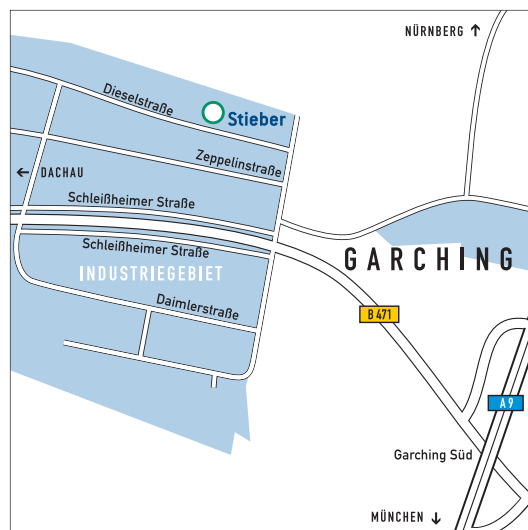 NÜRNBERG ↑
Dieselstraße
Stieber
Zeppelinstraße
← DACHAU
Schleißheimer Straße
Schleißheimer Straße
GARCHING
INDUSTRIEGEBIET
Daimlerstraße
B 471
A 9
Garching Süd
MÜNCHEN ↓